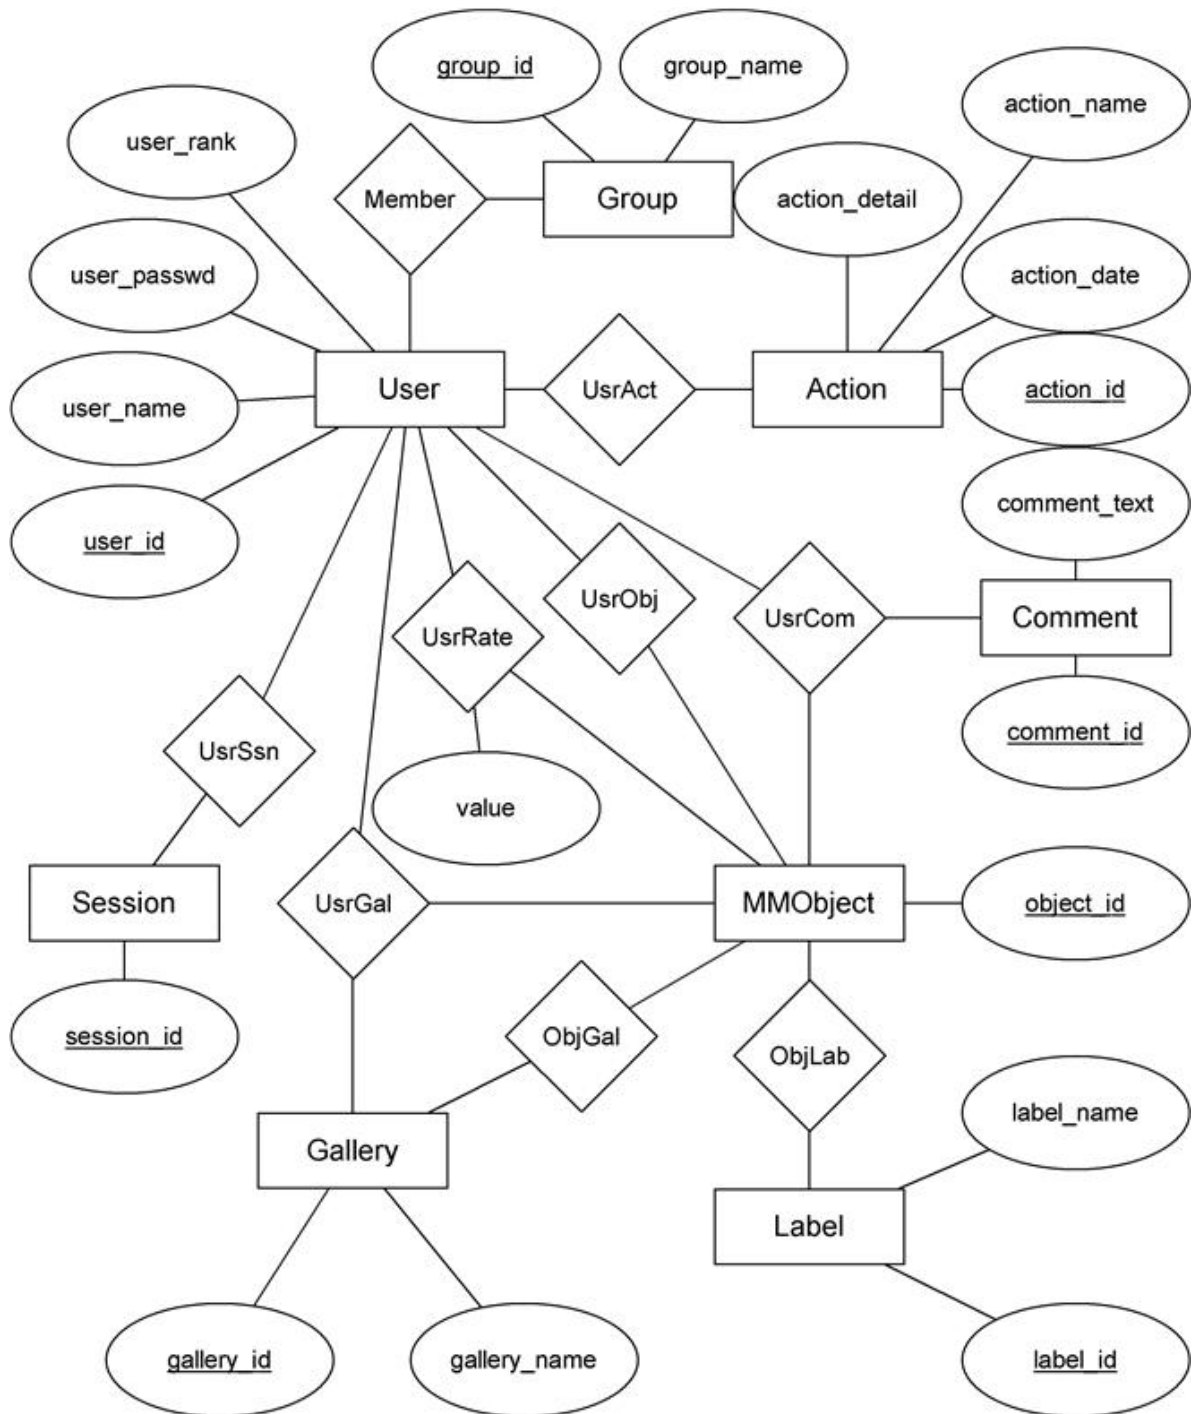 group_id
group_name
action_name
user_rank
Member
Group
action_detail
user_passwd
action_date
User
UsrAct
Action
action_id
user_name
comment_text
user_id
UsrRate
UsrObj
UsrCom
Comment
comment_id
UsrSsn
value
Session
UsrGal
MMObject
object_id
session_id
ObjGal
ObjLab
label_name
Gallery
Label
gallery_id
gallery_name
label_id